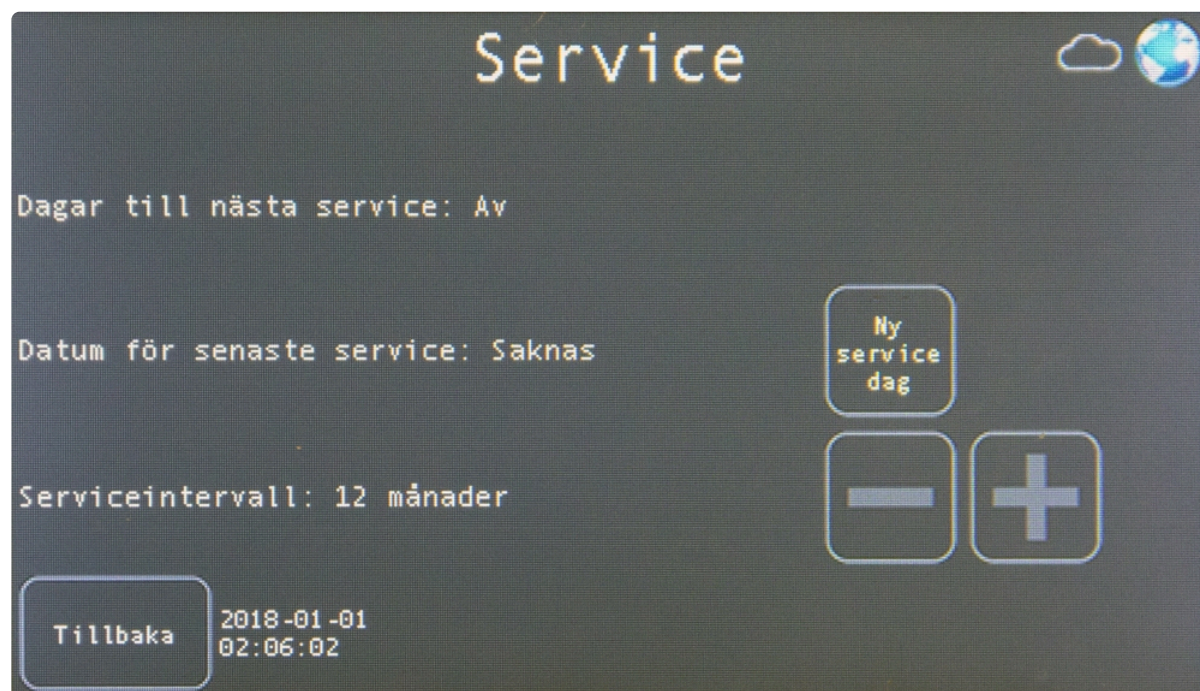 Service
Dagar till nästa service: Av
Datum för senaste service: Saknas
Ny
service
dag
Serviceintervall: 12 månader
Tillbaka
2018-01-01
02:06:02